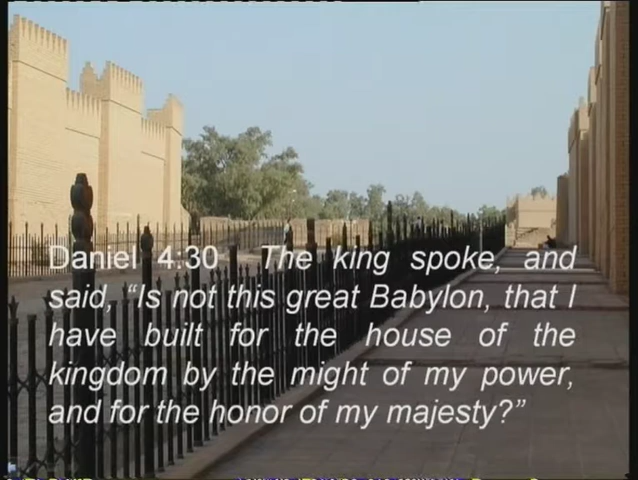 Daniel 4:30 The king spoke, and
said, “Is not this great Babylon, that I
have built for the house of the
kingdom by the might of my power,
and for the honor of my majesty?”